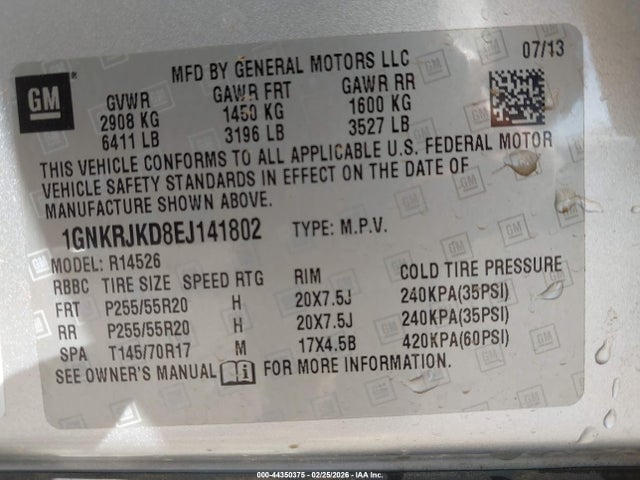 MFD BY GENERAL MOTORS LLC 07/13
GM ®
GVWR GAWR FRT GAWR RR
2908 KG 1450 KG 1600 KG
6411 LB 3196 LB 3527 LB
THIS VEHICLE CONFORMS TO ALL APPLICABLE U.S. FEDERAL MOTOR
VEHICLE SAFETY STANDARDS IN EFFECT ON THE DATE OF
MANUFACTURE SHOWN ABOVE.
1GNKRJKD8EJ141802 TYPE: M.P.V.
MODEL: R14526
RBBC TIRE SIZE SPEED RTG RIM COLD TIRE PRESSURE
FRT P255/55R20 H 20X7.5J 240KPA(35PSI)
RR P255/55R20 H 20X7.5J 240KPA(35PSI)
SPA T145/70R17 M 17X4.5B 420KPA(60PSI)
SEE OWNER'S MANUAL i FOR MORE INFORMATION.
000-44350375 - 02/25/2026 - IAA Inc.